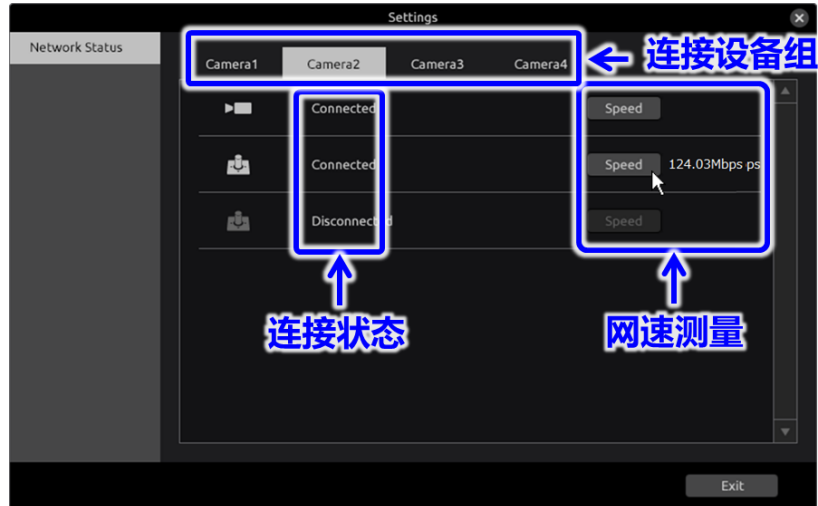 Settings
Network Status
Camera1 Camera2 Camera3 Camera4
连接设备组
Connected Speed
Connected Speed 124.03Mbps ps
Disconnected Speed
连接状态 网速测量
Exit